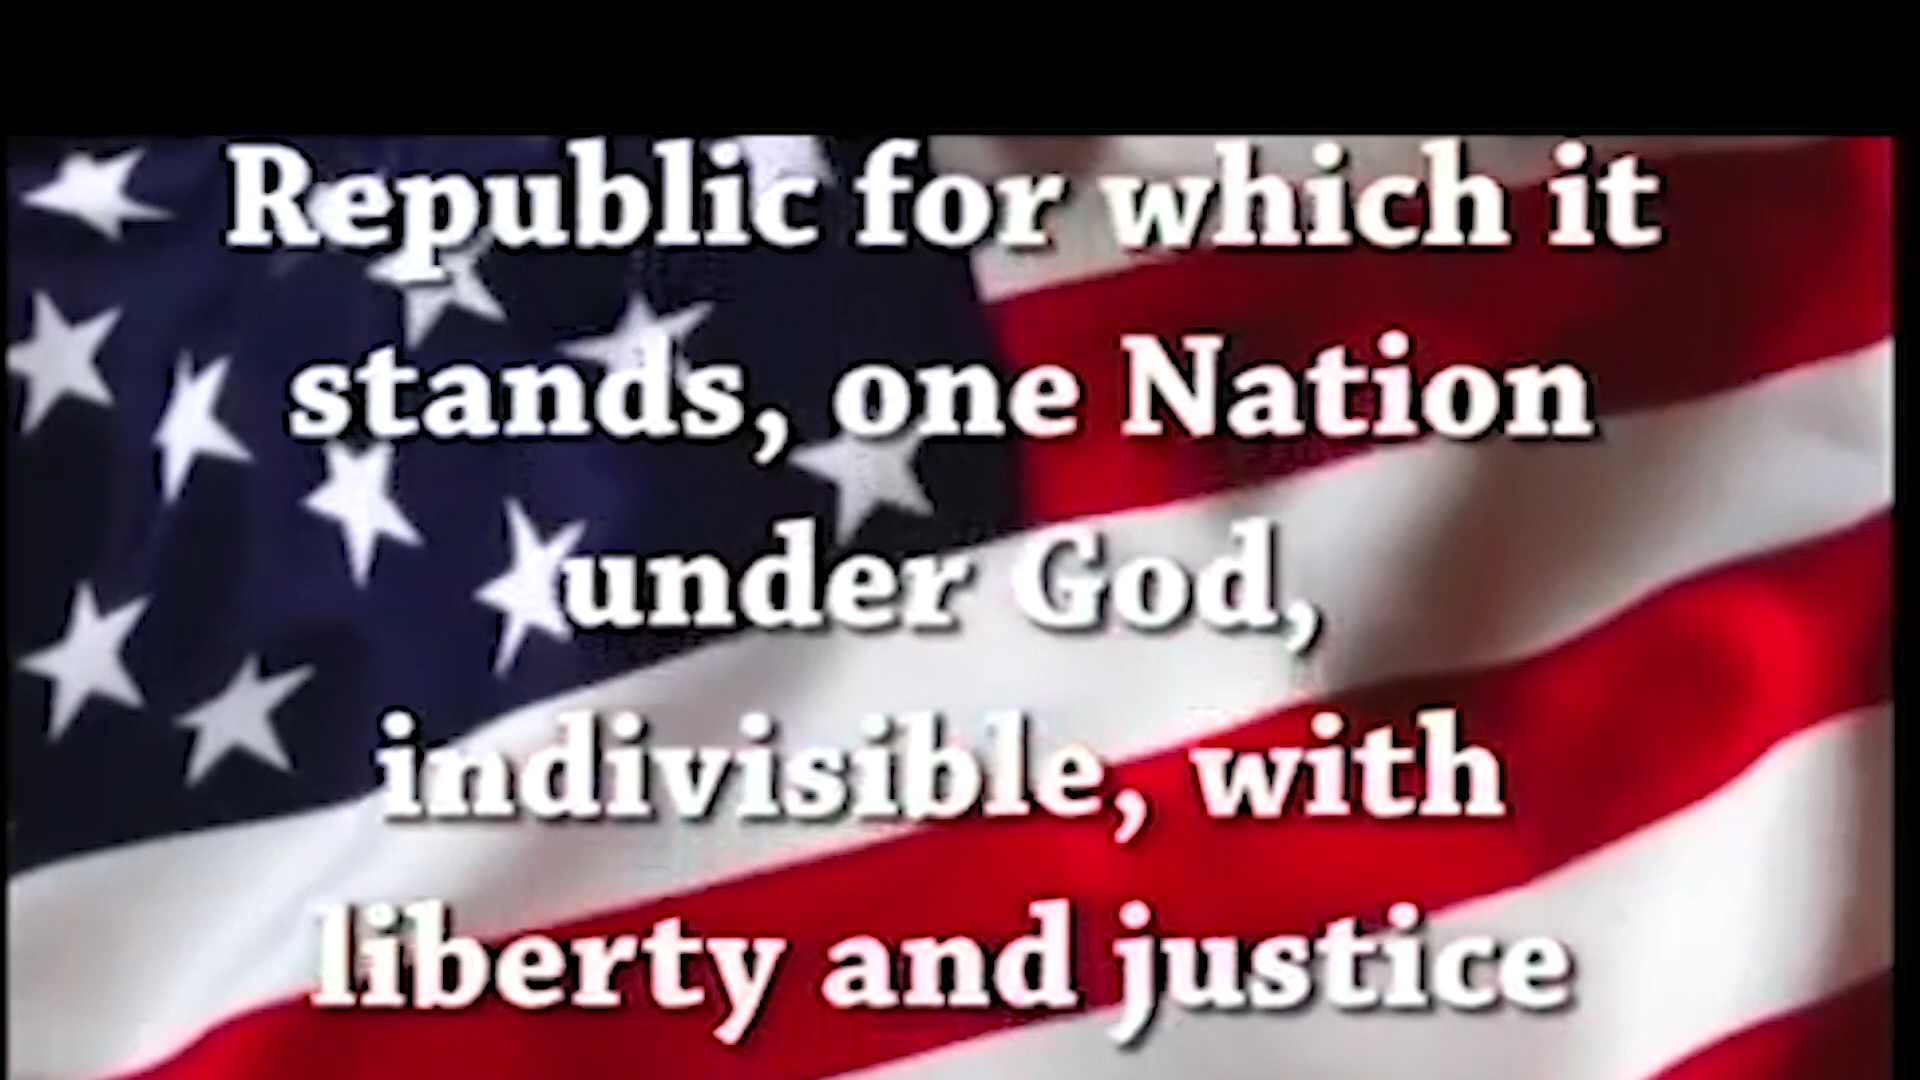 Republic for which it
stands, one Nation
under God,
indivisible, with
liberty and justice